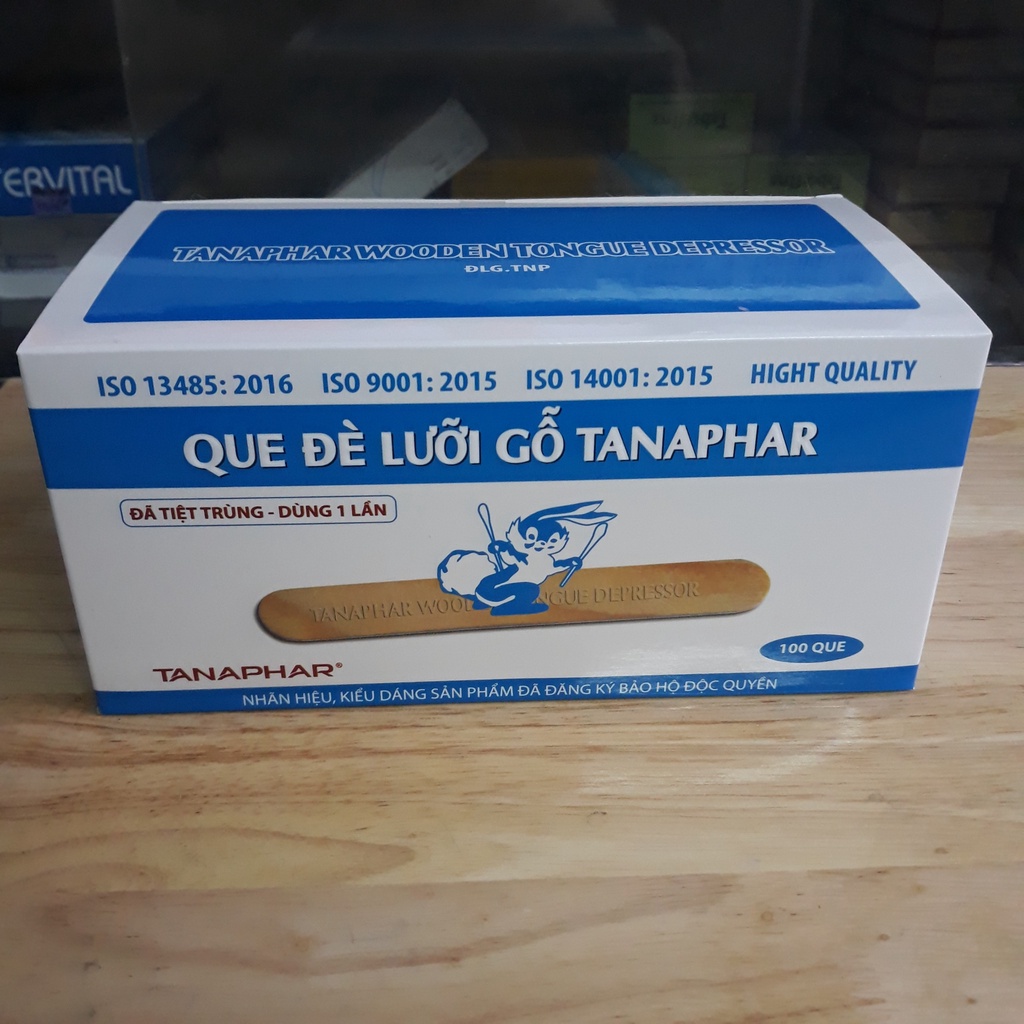 ERVITAL
TANAPHAR WOODEN TONGUE DEPRESSOR
ĐLG.TNP
ISO 13485: 2016 ISO 9001: 2015 ISO 14001: 2015 HIGHT QUALITY
QUE ĐÈ LƯỠI GỖ TANAPHAR
ĐÃ TIỆT TRÙNG - DÙNG 1 LẦN
TANAPHAR WOOD NGUE DEPRESSOR
100 QUE
TANAPHAR®
NHÃN HIỆU, KIỂU DÁNG SẢN PHẨM ĐÃ ĐĂNG KÝ BẢO HỘ ĐỘC QUYỀN